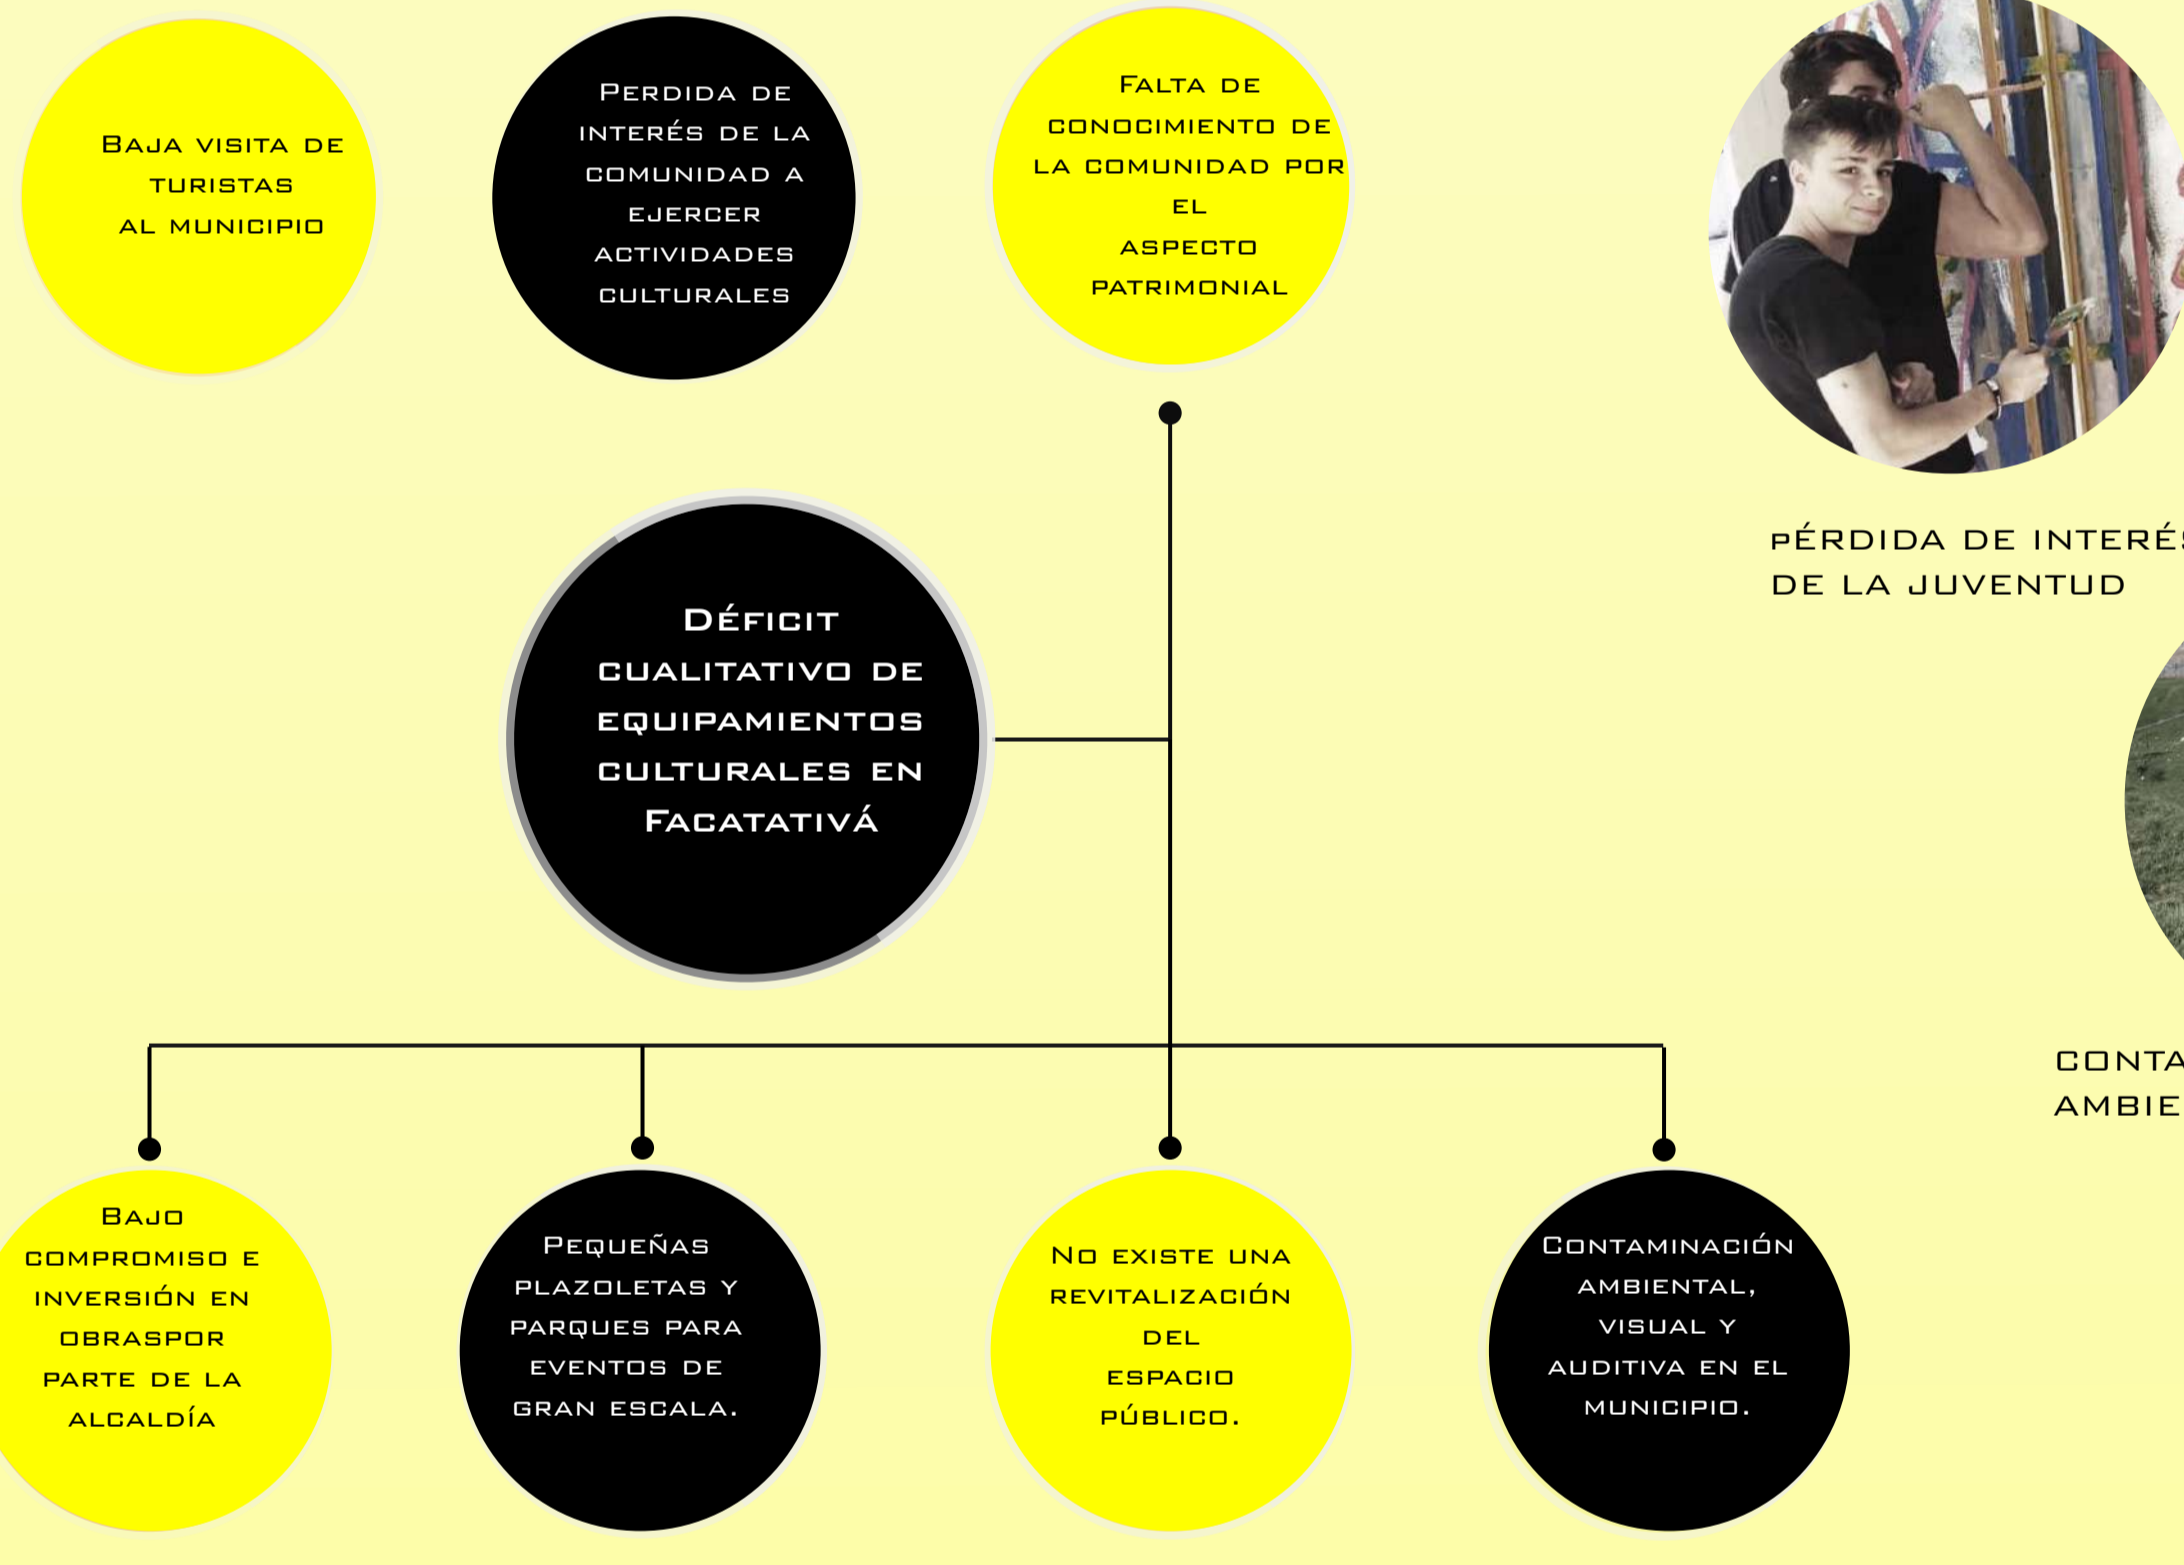 Baja visita de
turistas
al municipio
Perdida de
interés de la
comunidad a
ejercer
actividades
culturales
Falta de
conocimiento de
la comunidad por
el
aspecto
patrimonial
pÉRDIDA DE INTERÉS
DE LA JUVENTUD
Déficit
cualitativo de
equipamientos
culturales en
Facatativá
Bajo
compromiso e
inversión en
obraspor
parte de la
alcaldía
Pequeñas
plazoletas y
parques para
eventos de
gran escala.
No existe una
revitalización
del
espacio
público.
Contaminación
ambiental,
visual y
auditiva en el
municipio.